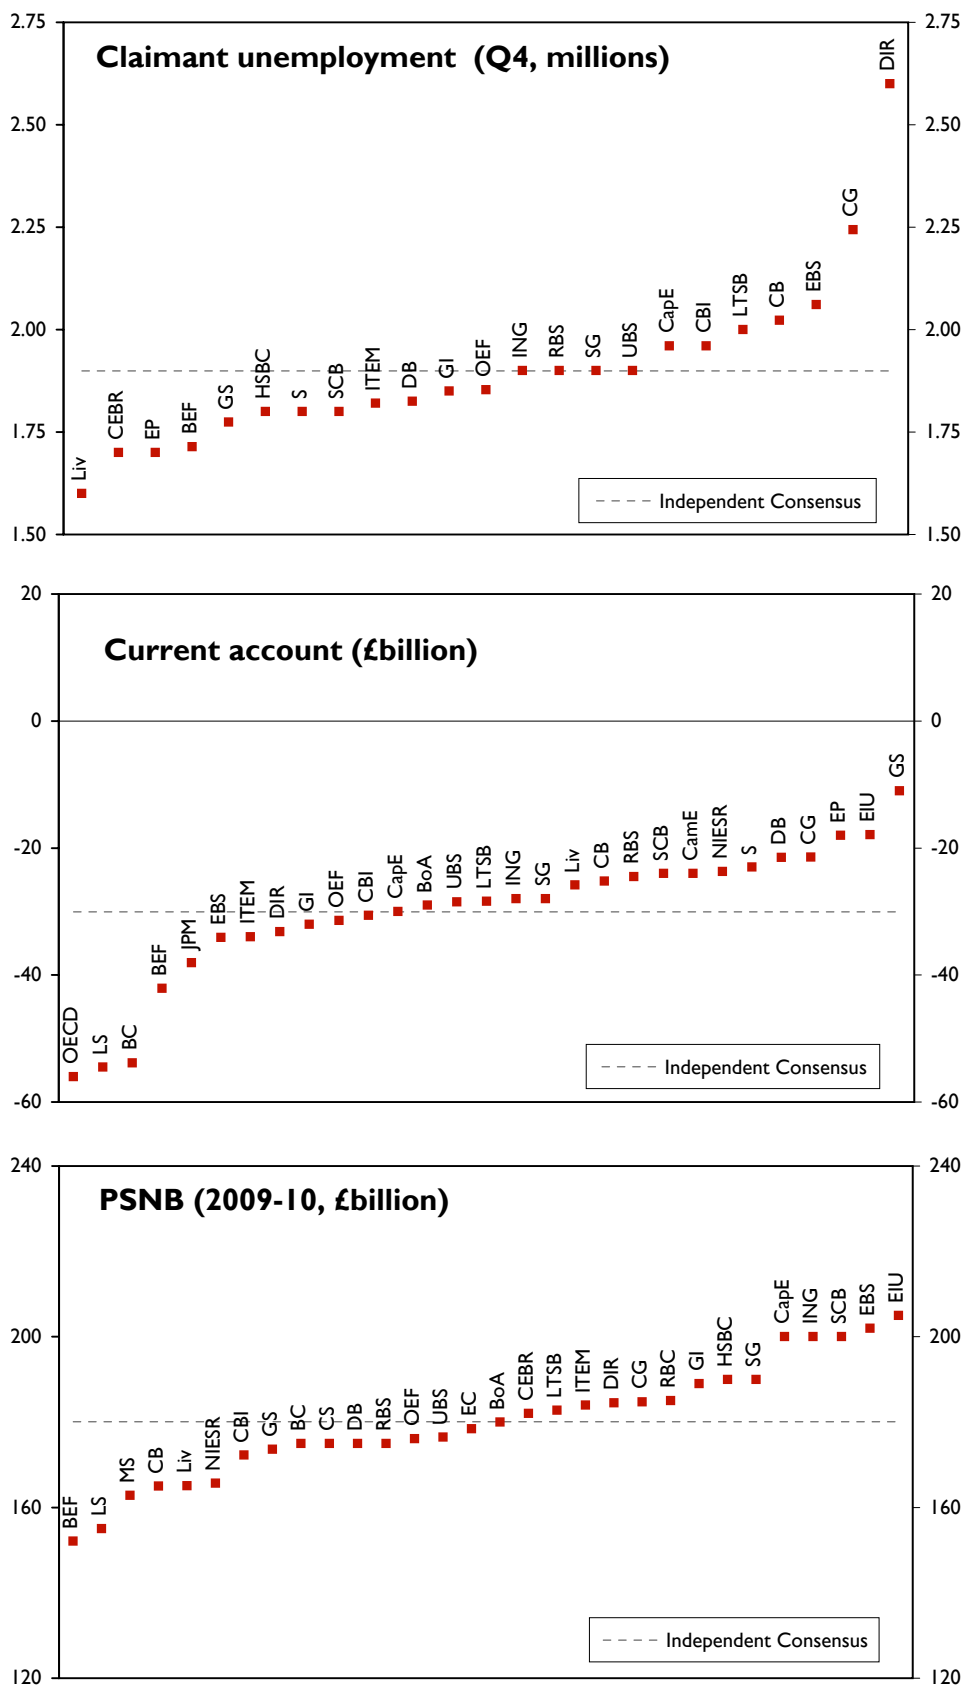 Claimant unemployment (Q4, millions)
2.75 2.75
2.50 2.50
2.25 2.25
2.00 2.00
1.75 1.75
1.50 1.50
Liv CEBR EP BEF GS HSBC S SCB ITEM DB GI OEF ING RBS SG UBS CapE CBI LTSB CB EBS CG DIR
Independent Consensus
Current account (£billion)
20 20
0 0
-20 -20
-40 -40
-60 -60
OECD LS BC BEF JPM EBS ITEM DIR GI OEF CBI CapE BoA UBS LTSB ING SG Liv CB RBS SCB CamE NIESR S DB CG EP EIU GS
Independent Consensus
PSNB (2009-10, £billion)
240 240
200 200
160 160
120 120
BEF LS MS CB Liv NIESR CBI GS BC CS DB RBS OEF UBS EC BoA CEBR LTSB ITEM DIR CG RBC GI HSBC SG CapE ING SCB EBS EIU
Independent Consensus